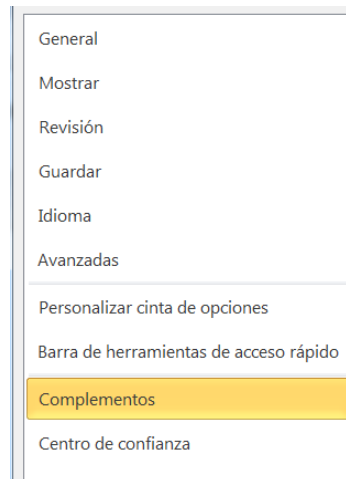 General
Mostrar
Revisión
Guardar
Idioma
Avanzadas
Personalizar cinta de opciones
Barra de herramientas de acceso rápido
Complementos
Centro de confianza